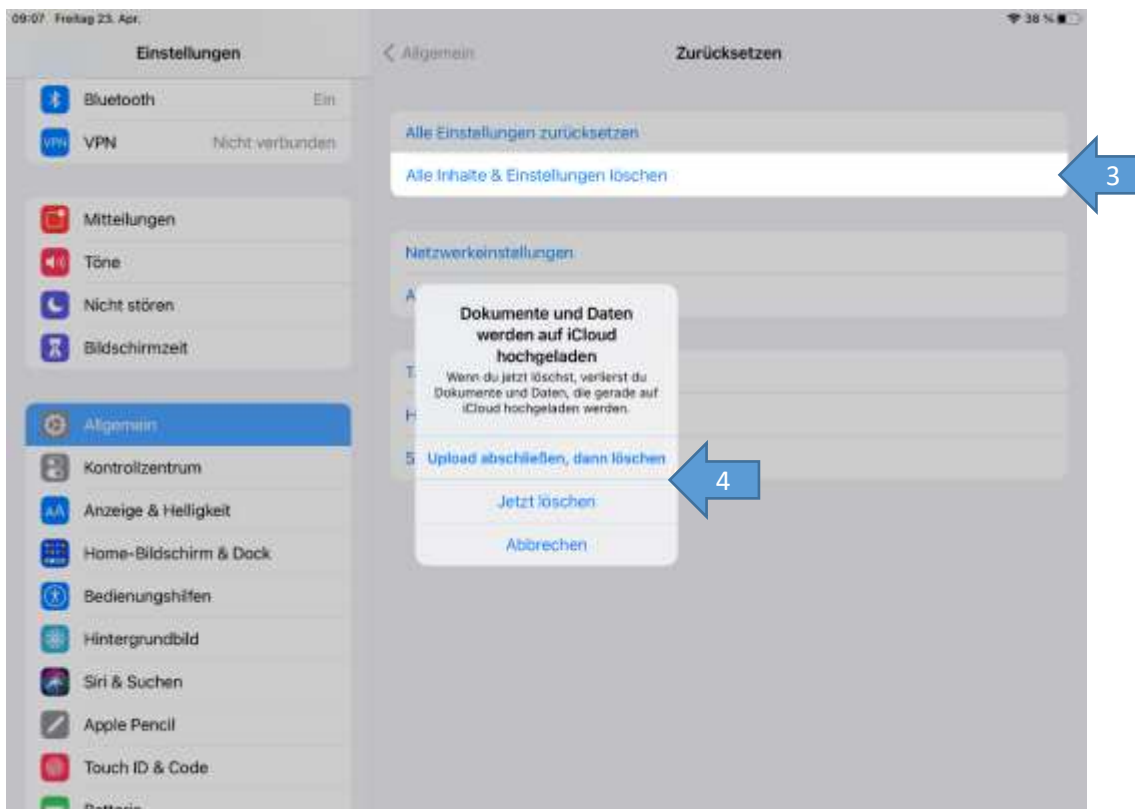 09:07 Freitag 23. Apr.
38 %
Einstellungen
Bluetooth
Ein
VPN
VPN
Nicht verbunden
Mitteilungen
Töne
Nicht stören
Bildschirmzeit
Allgemein
Kontrollzentrum
AA
Anzeige & Helligkeit
Home-Bildschirm & Dock
Bedienungshilfen
Hintergrundbild
Siri & Suchen
Apple Pencil
Touch ID & Code
Batterie
Allgemein
Zurücksetzen
Alle Einstellungen zurücksetzen
Alle Inhalte & Einstellungen löschen
3
Netzwerkeinstellungen
A
T
H
S
Dokumente und Daten
werden auf iCloud
hochgeladen
Wenn du jetzt löschst, verlierst du
Dokumente und Daten, die gerade auf
iCloud hochgeladen werden.
Upload abschließen, dann löschen
4
Jetzt löschen
Abbrechen